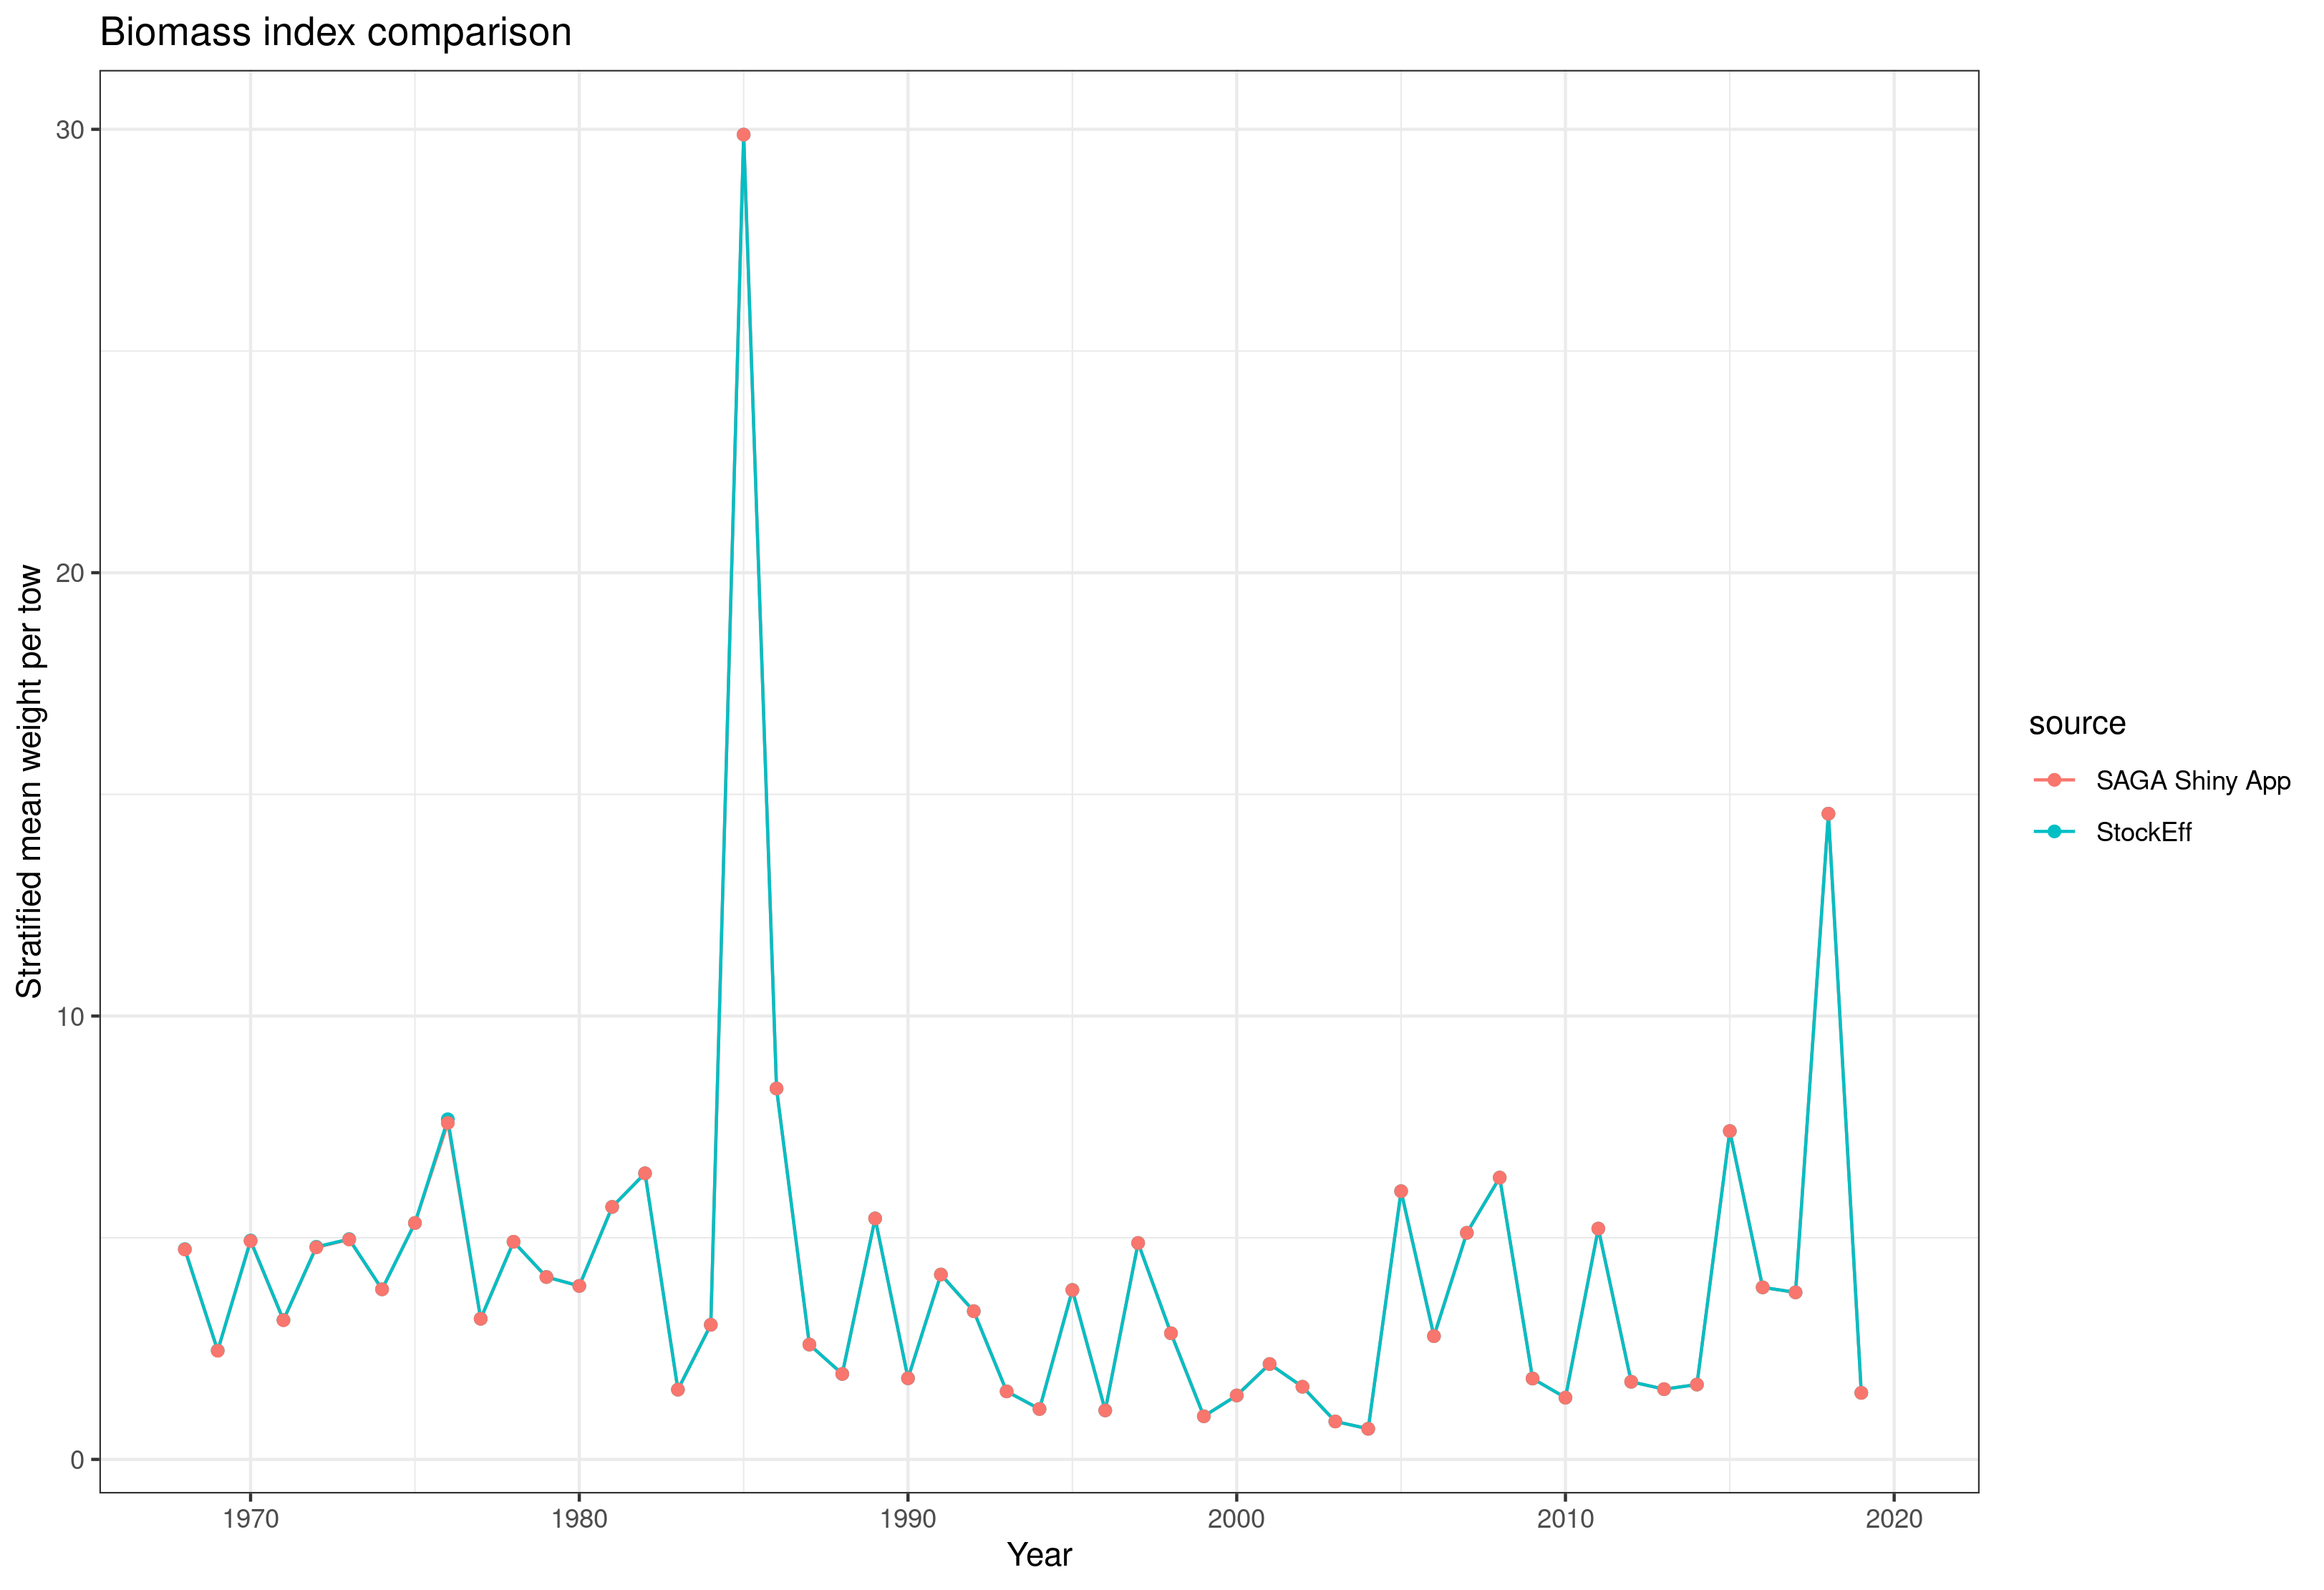 Biomass index comparison
Stratified mean weight per tow
30
20
10
0
1970
1980
1990
2000
2010
2020
Year
source
SAGA Shiny App
StockEff